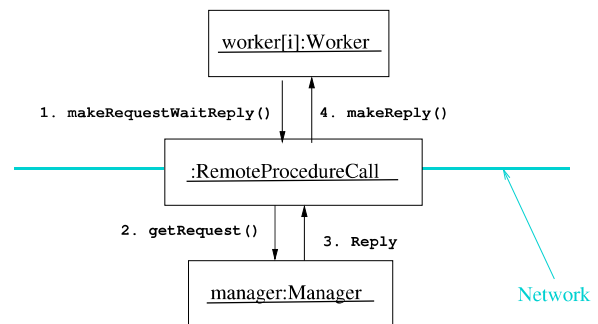 worker[i]:Worker
1. makeRequestWaitReply()
4. makeReply()
:RemoteProcedureCall
2. getRequest()
3. Reply
manager:Manager
Network